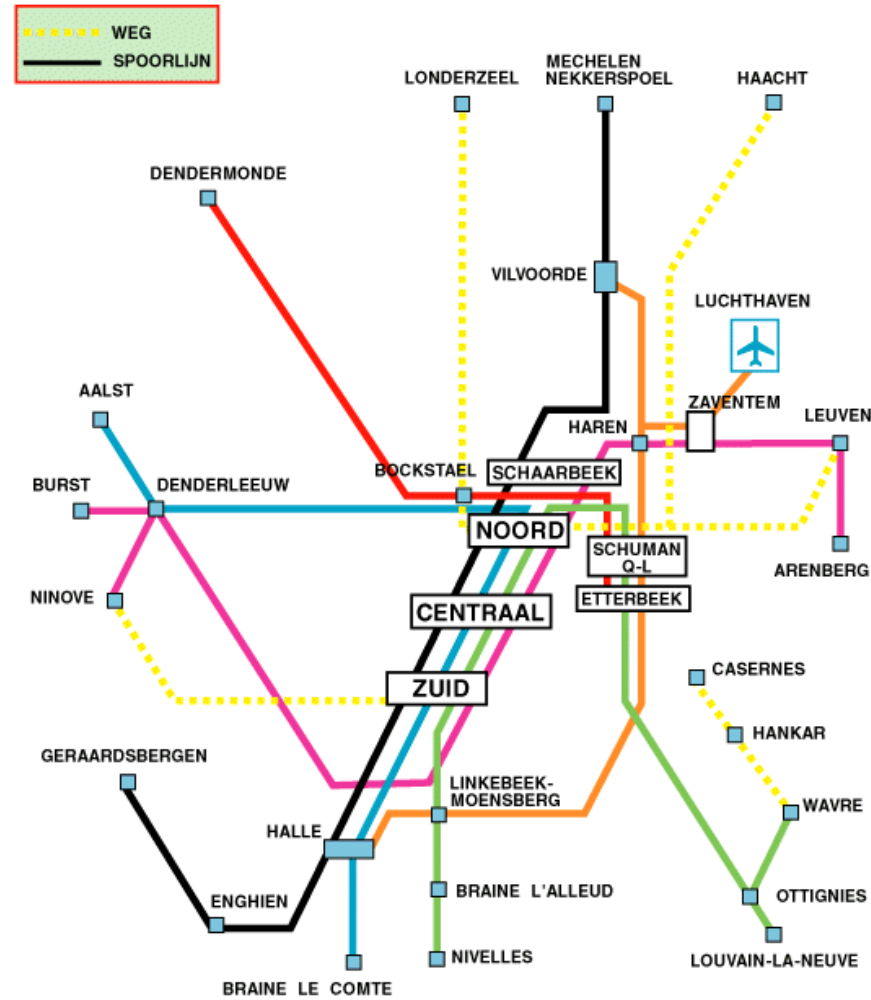 WEG
SPOORLIJN
LONDERZEEL
MECHELEN
NEKKERSPOEL
HAACHT
DENDERMONDE
VILVOORDE
LUCHTHAVEN
AALST
ZAVENTEM
HAREN
LEUVEN
BURST
DENDERLEEUW
BOCKSTAEL
SCHAARBEEK
NOORD
SCHUMAN
Q-L
ARENBERG
NINOVE
CENTRAAL
ETTERBEEK
ZUID
CASERNES
HANKAR
GERAARDSBERGEN
LINKEBEEK-
MOENSBERG
WAVRE
HALLE
ENGHIEN
BRAINE L'ALLEUD
OTTIGNIES
NIVELLES
LOUVAIN-LA-NEUVE
BRAINE LE COMTE